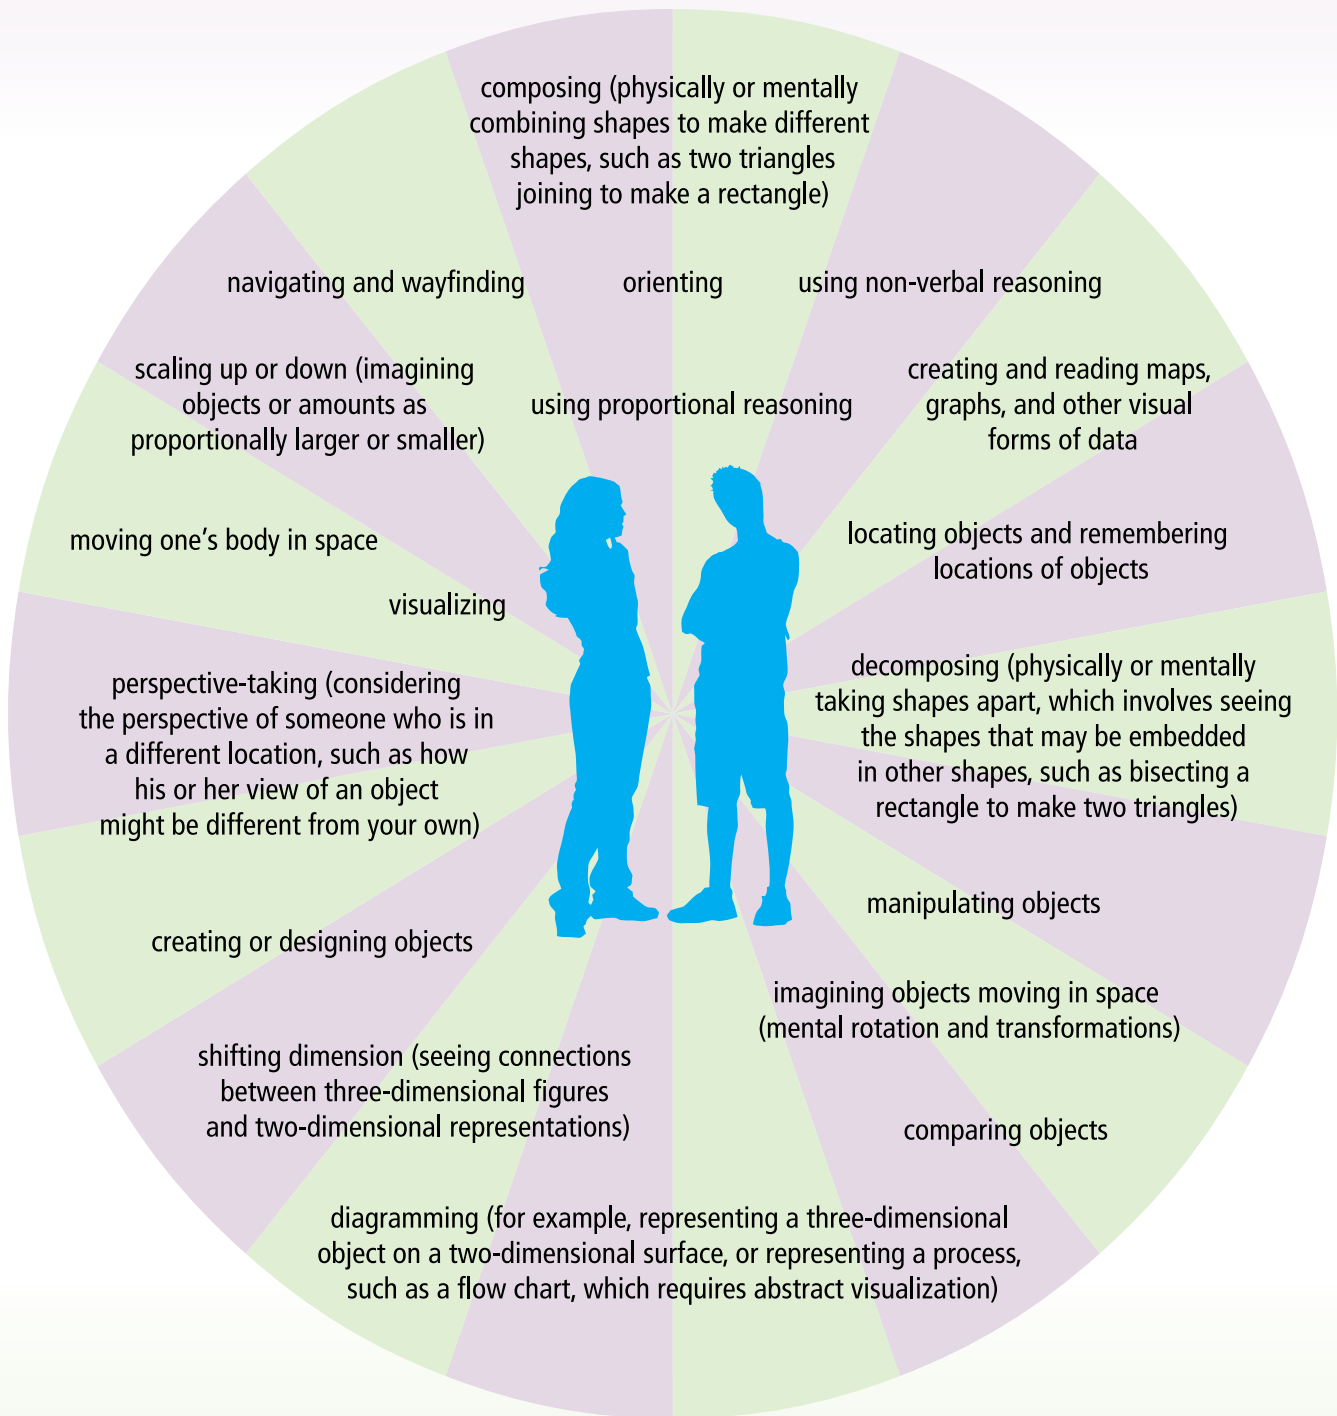 composing (physically or mentally
combining shapes to make different
shapes, such as two triangles
joining to make a rectangle)
navigating and wayfinding
orienting
using non-verbal reasoning
scaling up or down (imagining
objects or amounts as
proportionally larger or smaller)
using proportional reasoning
creating and reading maps,
graphs, and other visual
forms of data
moving one’s body in space
locating objects and remembering
locations of objects
visualizing
perspective-taking (considering
the perspective of someone who is in
a different location, such as how
his or her view of an object
might be different from your own)
decomposing (physically or mentally
taking shapes apart, which involves seeing
the shapes that may be embedded
in other shapes, such as bisecting a
rectangle to make two triangles)
manipulating objects
creating or designing objects
imagining objects moving in space
(mental rotation and transformations)
shifting dimension (seeing connections
between three-dimensional figures
and two-dimensional representations)
comparing objects
diagramming (for example, representing a three-dimensional
object on a two-dimensional surface, or representing a process,
such as a flow chart, which requires abstract visualization)